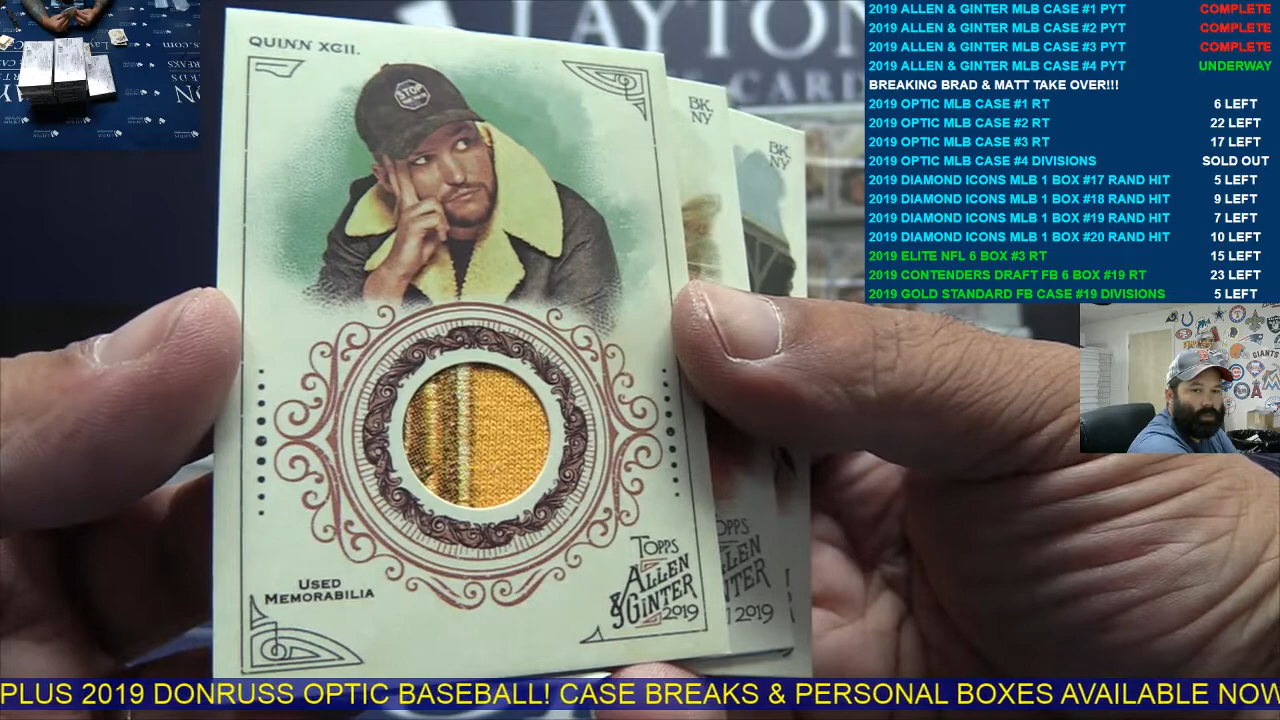 QUINN XCII.
STOP
LAYTON
CARD
BK
NY
BK
NY
USED
MEMORABILIA
TOPPS
ALLEN
& GINTER
2019
OPPS
LLEN
INTER
2019
2019 ALLEN & GINTER MLB CASE #1 PYT COMPLETE
2019 ALLEN & GINTER MLB CASE #2 PYT COMPLETE
2019 ALLEN & GINTER MLB CASE #3 PYT COMPLETE
2019 ALLEN & GINTER MLB CASE #4 PYT UNDERWAY
BREAKING BRAD & MATT TAKE OVER!!!
2019 OPTIC MLB CASE #1 RT 6 LEFT
2019 OPTIC MLB CASE #2 RT 22 LEFT
2019 OPTIC MLB CASE #3 RT 17 LEFT
2019 OPTIC MLB CASE #4 DIVISIONS SOLD OUT
2019 DIAMOND ICONS MLB 1 BOX #17 RAND HIT 5 LEFT
2019 DIAMOND ICONS MLB 1 BOX #18 RAND HIT 9 LEFT
2019 DIAMOND ICONS MLB 1 BOX #19 RAND HIT 7 LEFT
2019 DIAMOND ICONS MLB 1 BOX #20 RAND HIT 10 LEFT
2019 ELITE NFL 6 BOX #3 RT 15 LEFT
2019 CONTENDERS DRAFT FB 6 BOX #19 RT 23 LEFT
2019 GOLD STANDARD FB CASE #19 DIVISIONS 5 LEFT
GIANTS
PLUS 2019 DONRUSS OPTIC BASEBALL! CASE BREAKS & PERSONAL BOXES AVAILABLE NOW